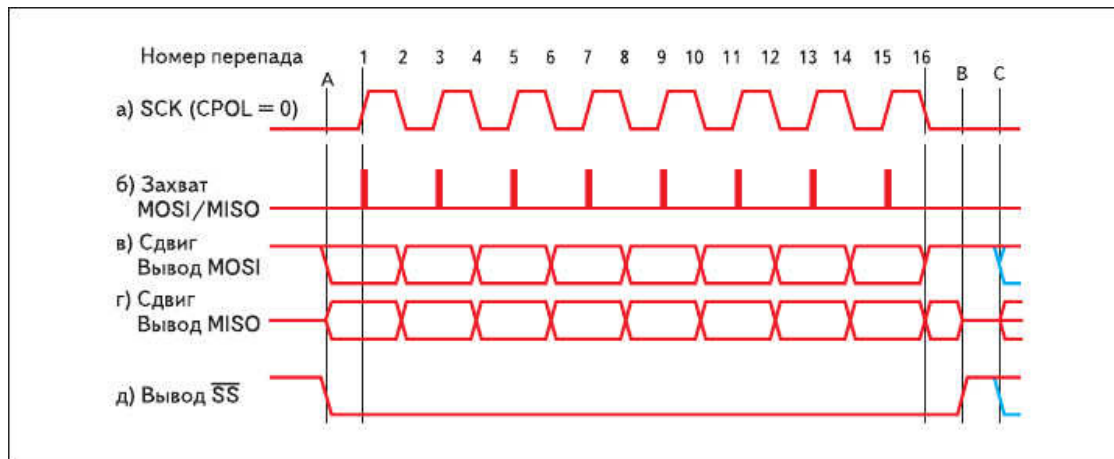 Номер перепада 1 2 3 4 5 6 7 8 9 10 11 12 13 14 15 16
A B C
а) SCK (CPOL = 0)
б) Захват
MOSI/MISO
в) Сдвиг
Вывод MOSI
г) Сдвиг
Вывод MISO
д) Вывод S̅S̅